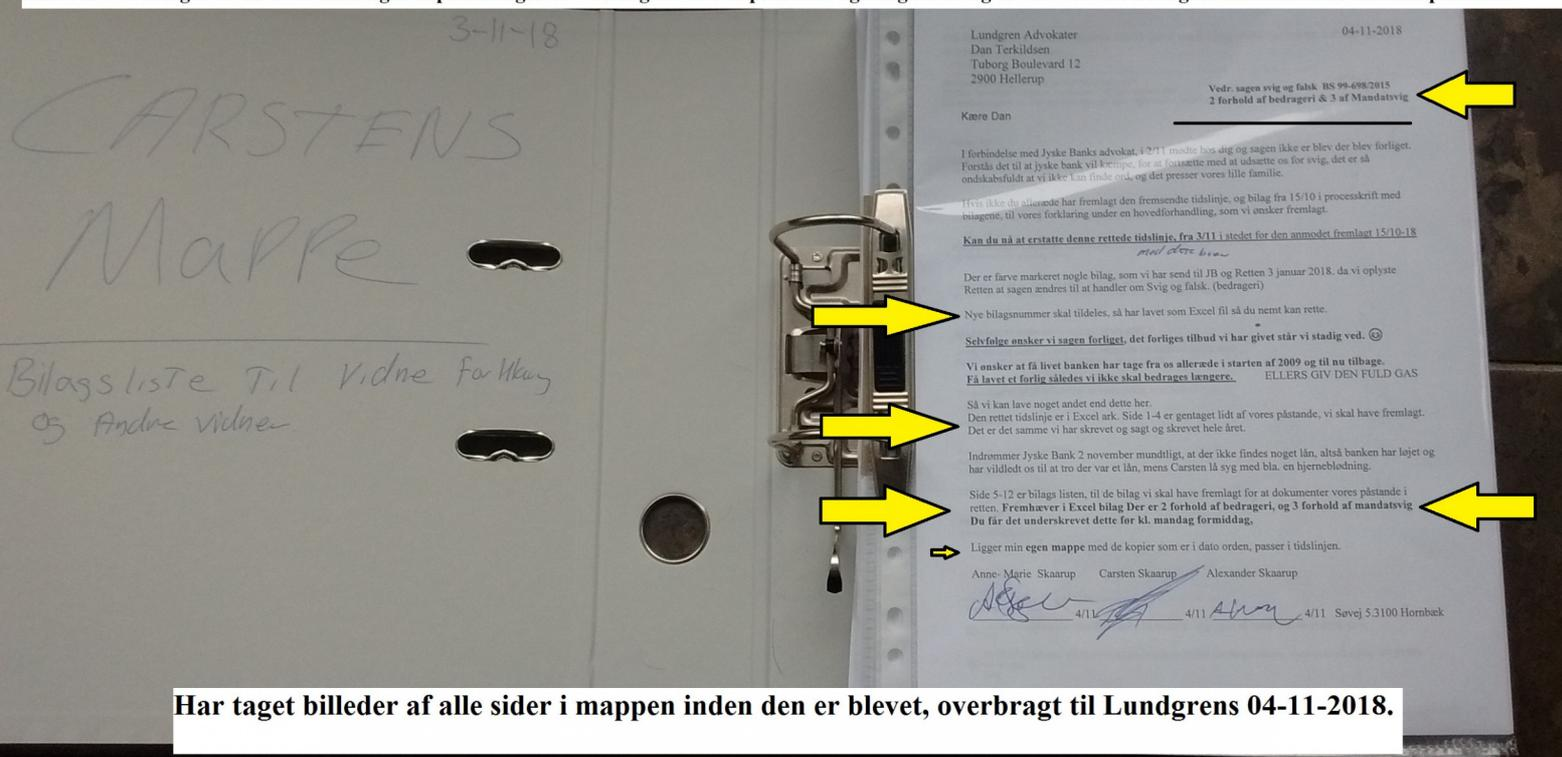 3-11-18
CARSTENS
Mappe
Bilagsliste Til Vidne
og Andre vidner
Lundgren Advokater
04-11-2018
Dan Terkildsen
Tuborg Boulevard 12
2900 Hellerup
Vedr. sagen svig og falsk BS 99-698/2015
2 forhold af bedrageri & 3 af Mandatsvig
Kære Dan
I forbindelse med Jyske Banks advokat, i 2/11 mødte hos dig og sagen ikke er blev der blev forliget.
Forstås det til at jyske bank vil kæmpe, for at fortsætte med at udsætte os for svig, det er så
ondskabsfuldt at vi ikke kan finde ord, og det presser vores lille familie.
Hvis ikke du allerede har fremlagt den fremsendte tidslinje, og bilag fra 15/10 i processkrift med
bilagene, til vores forklaring under en hovedforhandling, som vi ønsker fremlagt.
Kan du nå at erstatte denne rettede tidslinje, fra 3/11 i stedet for den anmodet fremlagt 15/10-18
med dette
Der er farve markeret nogle bilag, som vi har send til JB og Retten 3 januar 2018. da vi oplyste
Retten at sagen ændres til at handler om Svig og falsk. (bedrageri)
Nye bilagsnummer skal tildeles, så har lavet som Excel fil så du nemt kan rette.
Selvfølge ønsker vi sagen forliget, det forliges tilbud vi har givet står vi stadig ved. ☺
Vi ønsker at få livet banken har tage fra os allerede i starten af 2009 og til nu tilbage.
Få lavet et forlig således vi ikke skal bedrages længere. ELLERS GIV DEN FULD GAS
Så vi kan lave noget andet end dette her.
Den rettet tidslinje er i Excel ark. Side 1-4 er gentaget lidt af vores påstande, vi skal have fremlagt.
Det er det samme vi har skrevet og sagt og skrevet hele året.
Indrømmer Jyske Bank 2 november mundtligt, at der ikke findes noget lån, altså banken har løjet og
har vildledt os til at tro der var et lån, mens Carsten lå syg med bla. en hjerneblødning.
Side 5-12 er bilags listen, til de bilag vi skal have fremlagt for at dokumenter vores påstande i
retten. Fremhæver i Excel bilag Der er 2 forhold af bedrageri, og 3 forhold af mandatsvig
Du får det underskrevet dette før kl. mandag formiddag,
Ligger min egen mappe med de kopier som er i dato orden, passer i tidslinjen.
Anne- Marie Skaarup Carsten Skaarup Alexander Skaarup
4/11 4/11 4/11 Søvej 5.3100 Hornbæk
Har taget billeder af alle sider i mappen inden den er blevet, overbragt til Lundgrens 04-11-2018.